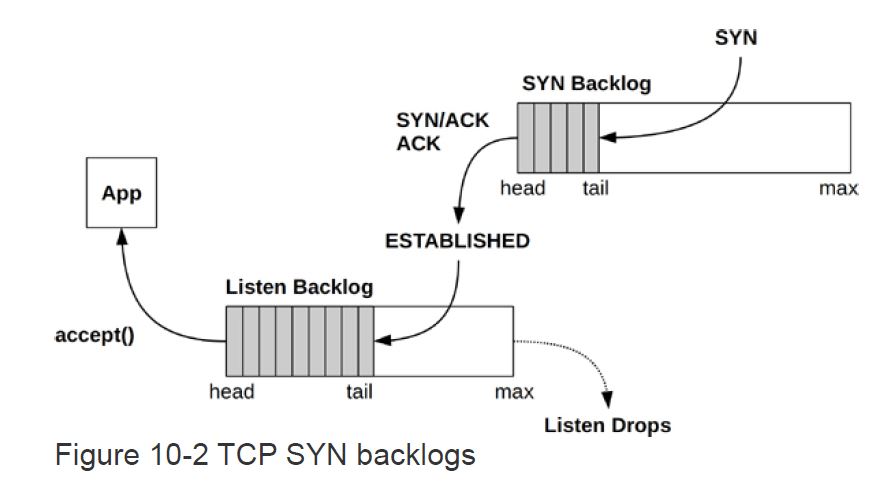 SYN
SYN Backlog
SYN/ACK
ACK
head
tail
max
App
ESTABLISHED
Listen Backlog
accept()
head
tail
max
Listen Drops
Figure 10-2 TCP SYN backlogs